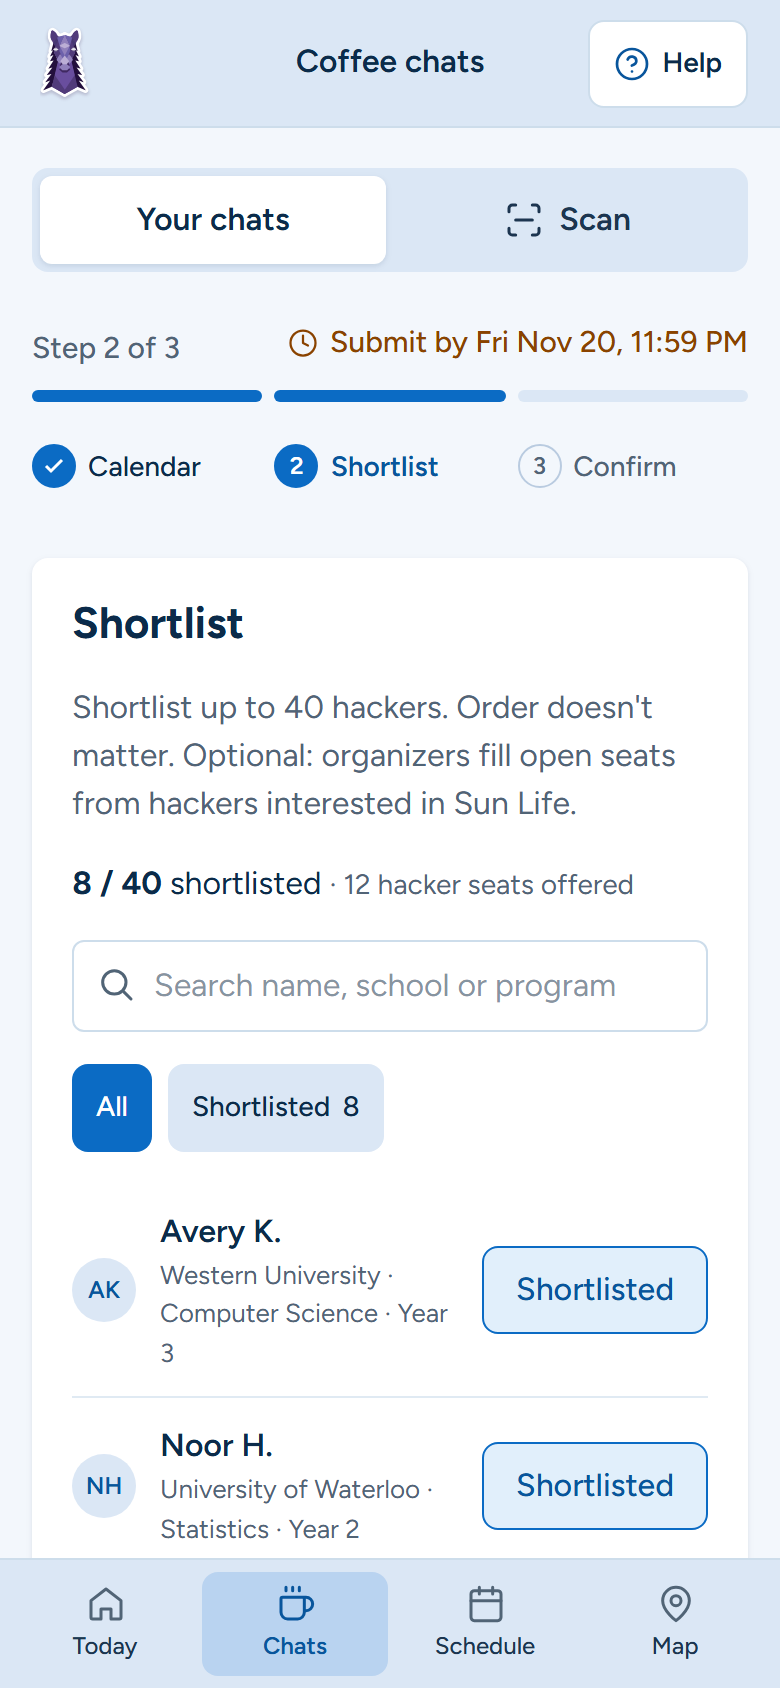 Coffee chats
Help
Your chats
Scan
Step 2 of 3
Submit by Fri Nov 20, 11:59 PM
Calendar
2 Shortlist
3 Confirm
Shortlist
Shortlist up to 40 hackers. Order doesn't
matter. Optional: organizers fill open seats
from hackers interested in Sun Life.
8 / 40 shortlisted · 12 hacker seats offered
Search name, school or program
All
Shortlisted 8
Avery K.
AK
Western University ·
Computer Science · Year
3
Shortlisted
Noor H.
NH
University of Waterloo ·
Statistics · Year 2
Shortlisted
Today
Chats
Schedule
Map